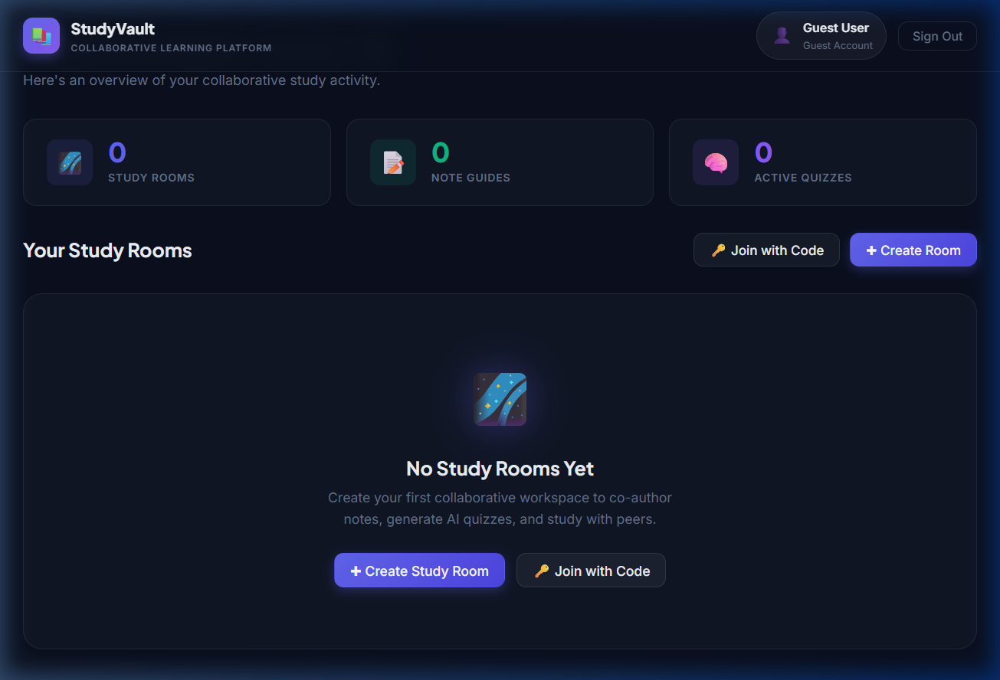 StudyVault
COLLABORATIVE LEARNING PLATFORM
Guest User
Guest Account
Sign Out
Here's an overview of your collaborative study activity.
0
STUDY ROOMS
0
NOTE GUIDES
0
ACTIVE QUIZZES
Your Study Rooms
Join with Code
+ Create Room
No Study Rooms Yet
Create your first collaborative workspace to co-author
notes, generate AI quizzes, and study with peers.
+ Create Study Room
Join with Code